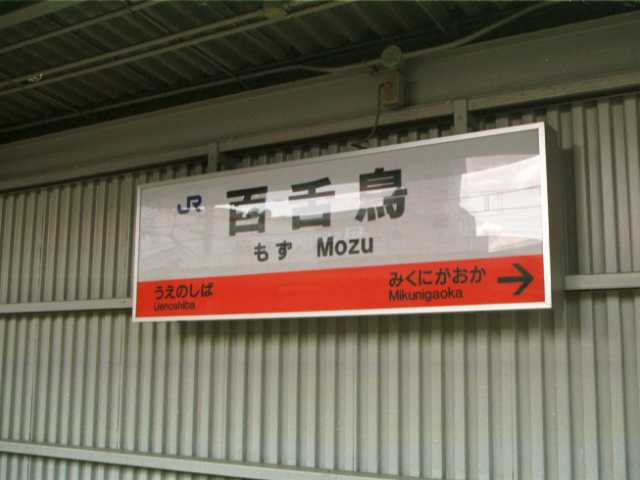 JR 百舌鳥
もず Mozu
うえのしば みくにがおか →
Uenoshiba Mikunigaoka